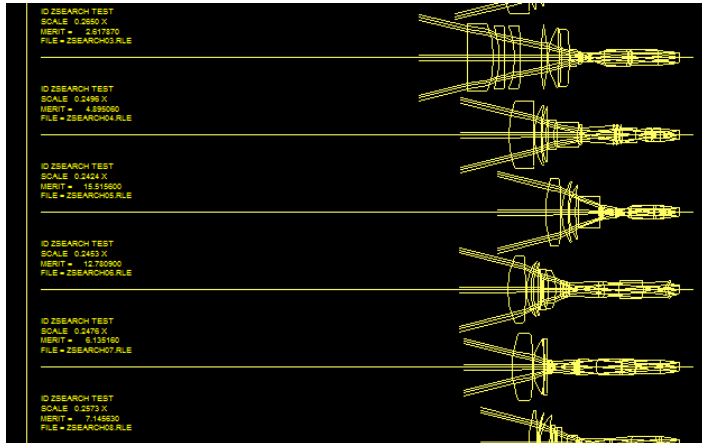 ID ZSEARCH TEST
SCALE 0.2650 X
MERIT = 2.617870
FILE = ZSEARCH03.RLE
ID ZSEARCH TEST
SCALE 0.2496 X
MERIT = 4.895060
FILE = ZSEARCH04.RLE
ID ZSEARCH TEST
SCALE 0.2424 X
MERIT = 15.515600
FILE = ZSEARCH05.RLE
ID ZSEARCH TEST
SCALE 0.2453 X
MERIT = 12.780900
FILE = ZSEARCH06.RLE
ID ZSEARCH TEST
SCALE 0.2476 X
MERIT = 6.135160
FILE = ZSEARCH07.RLE
ID ZSEARCH TEST
SCALE 0.2573 X
MERIT = 7.145630
FILE = ZSEARCH08.RLE